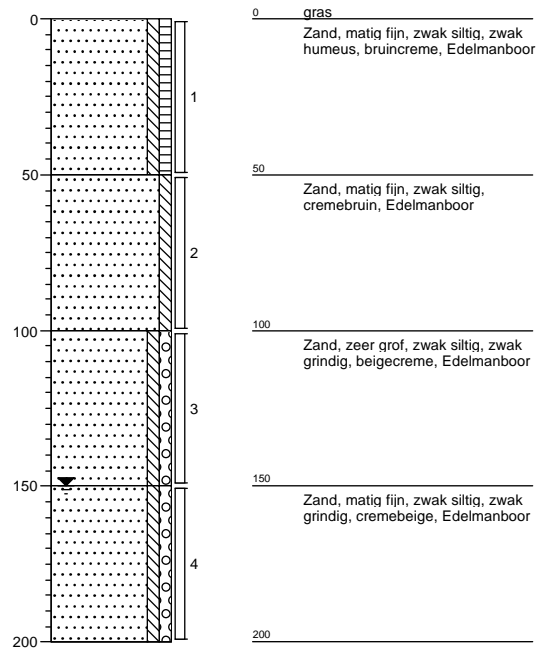 0
50
100
150
200
1
2
3
4
0
gras
Zand, matig fijn, zwak siltig, zwak
humeus, bruincreme, Edelmanboor
50
Zand, matig fijn, zwak siltig,
cremebruin, Edelmanboor
100
Zand, zeer grof, zwak siltig, zwak
grindig, beigecreme, Edelmanboor
150
Zand, matig fijn, zwak siltig, zwak
grindig, cremebeige, Edelmanboor
200